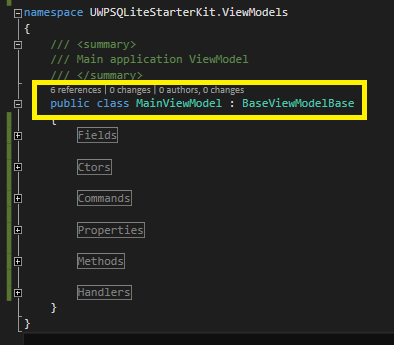 namespace UWPSQLiteStarterKit.ViewModels
{
/// <summary>
/// Main application ViewModel
/// </summary>
6 references | 0 changes | 0 authors, 0 changes
public class MainViewModel : BaseViewModelBase
{
Fields
Ctors
Commands
Properties
Methods
Handlers
}
}